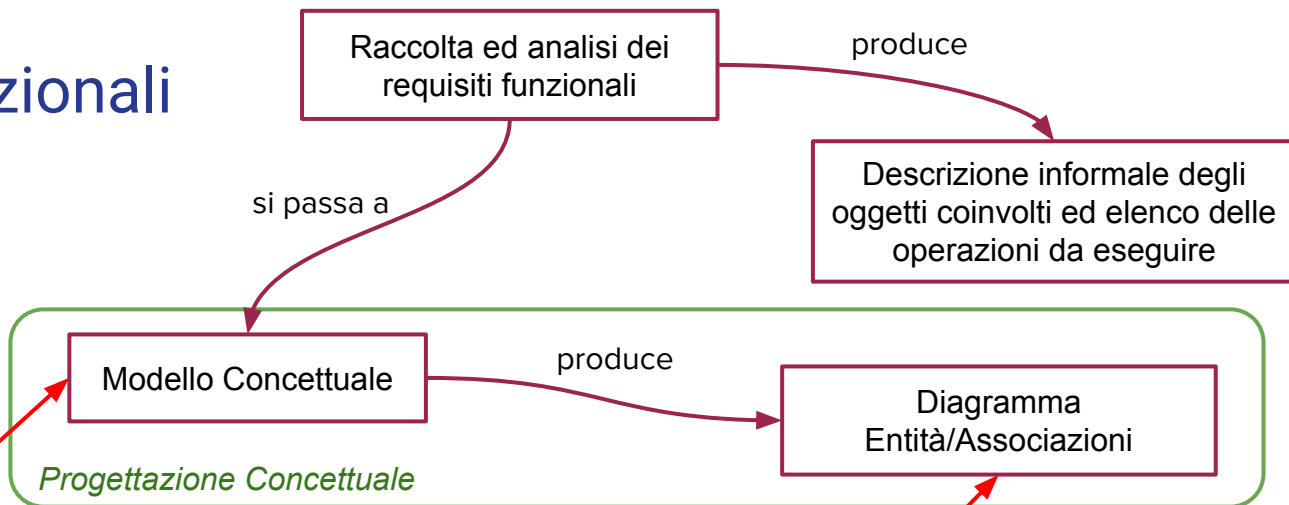 zionali
Raccolta ed analisi dei
requisiti funzionali
produce
Descrizione informale degli
oggetti coinvolti ed elenco delle
operazioni da eseguire
si passa a
Modello Concettuale
produce
Diagramma
Entità/Associazioni
Progettazione Concettuale